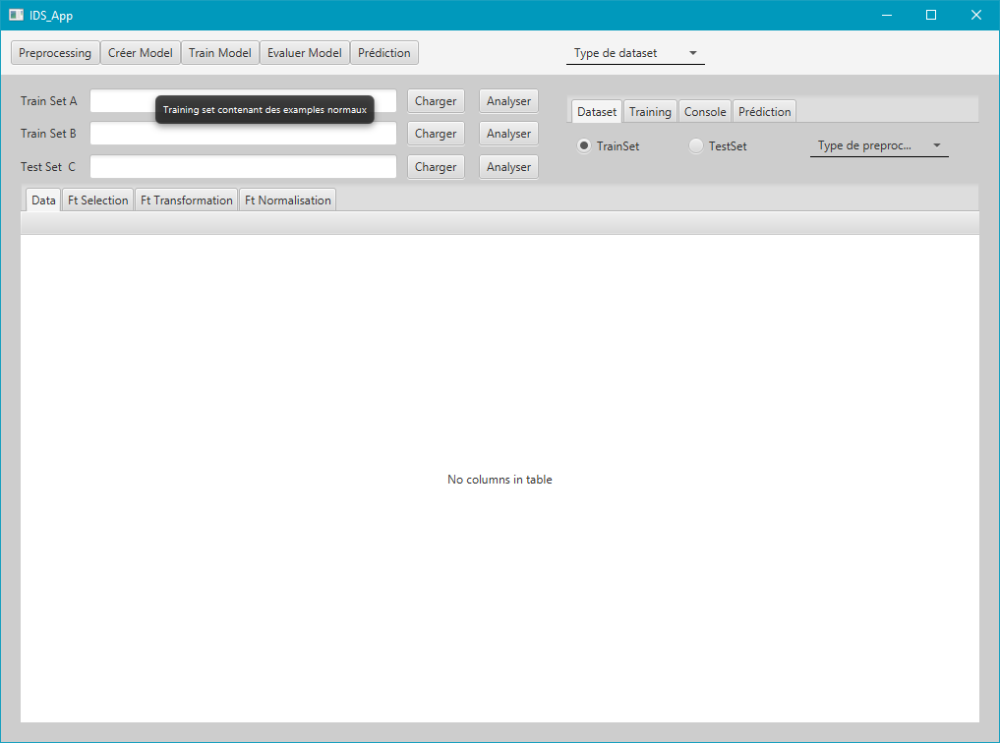 IDS_App
Preprocessing Créer Model Train Model Evaluer Model Prédiction Type de dataset
Train Set A Charger Analyser
Training set contenant des examples normaux
Train Set B Charger Analyser
Test Set C Charger Analyser
Dataset Training Console Prédiction
TrainSet TestSet Type de preproc...
Data Ft Selection Ft Transformation Ft Normalisation
No columns in table